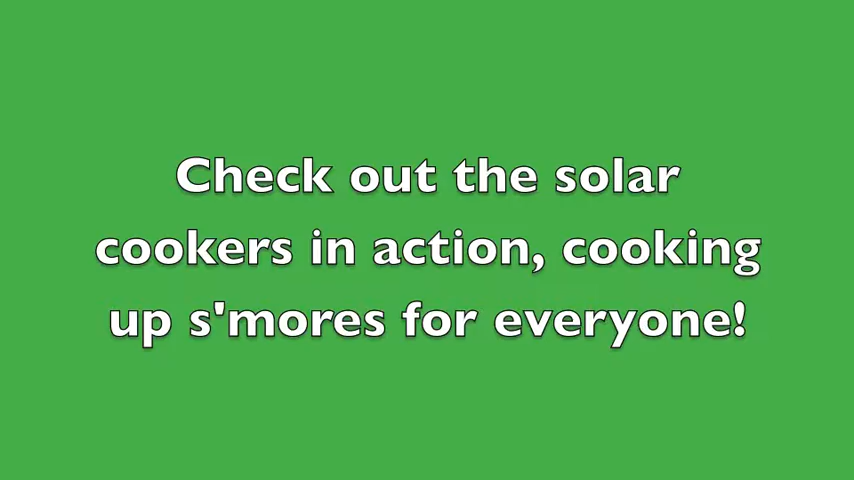 Check out the solar
cookers in action, cooking
up s'mores for everyone!